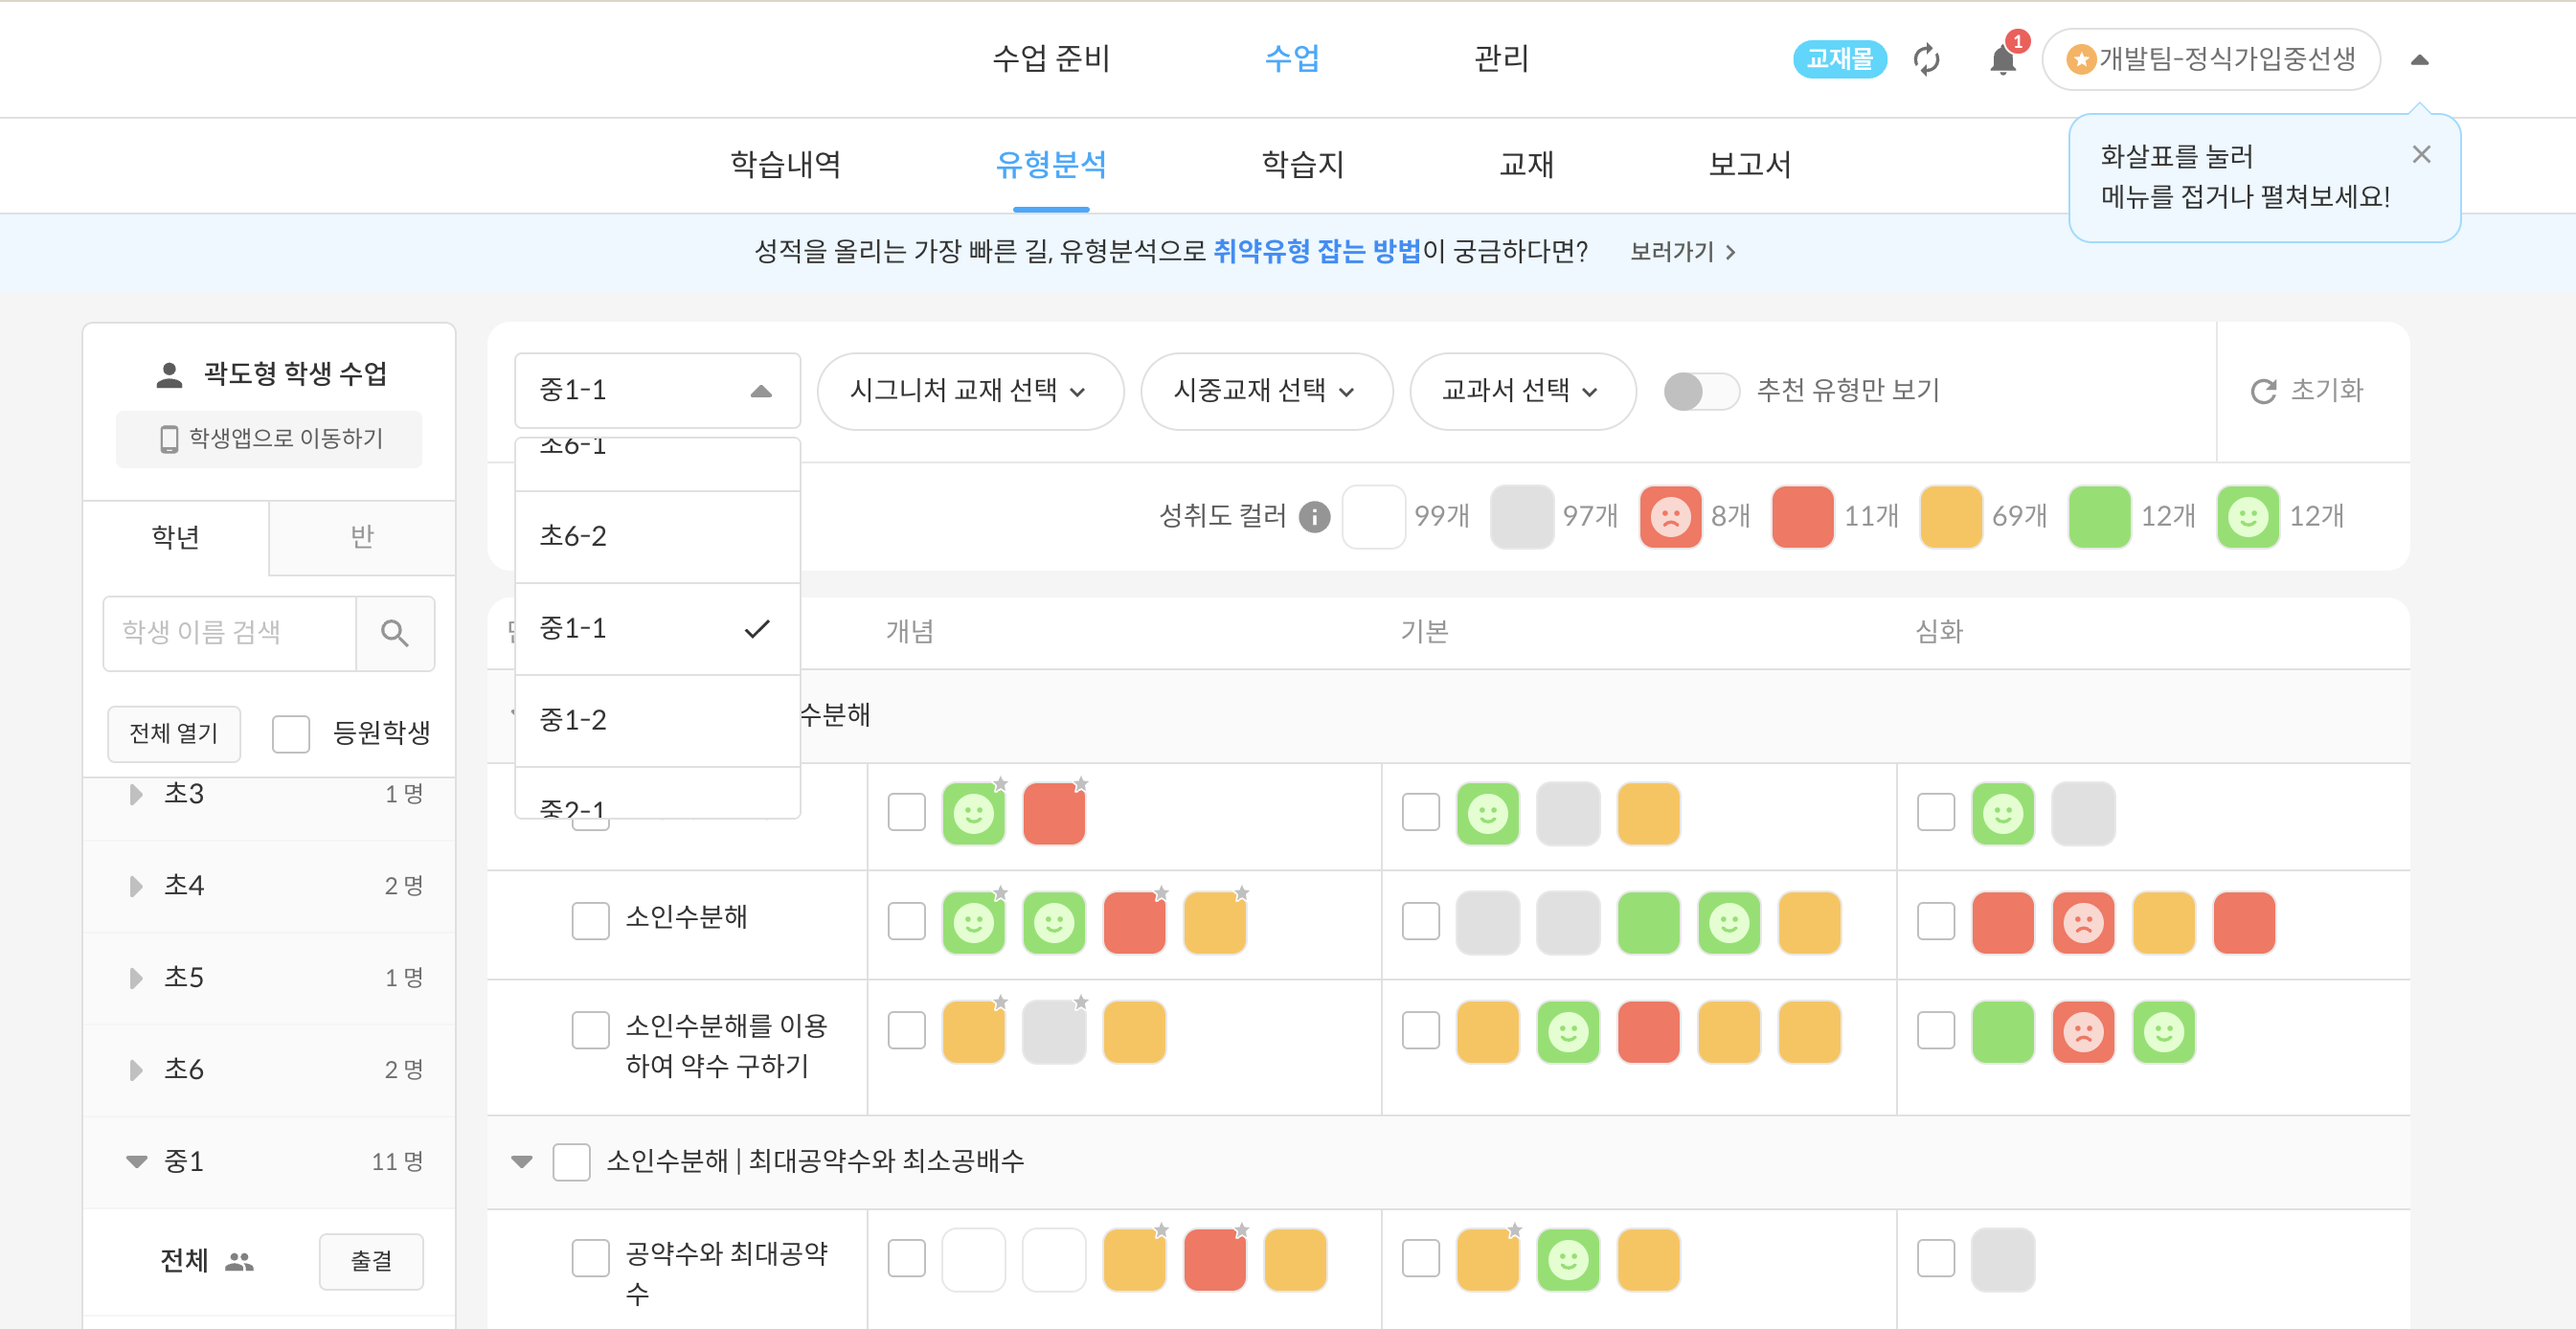 수업 준비
수업
관리
교재몰
1
개발팀-정식가입중선생
학습내역
유형분석
학습지
교재
보고서
화살표를 눌러
메뉴를 접거나 펼쳐보세요!
성적을 올리는 가장 빠른 길, 유형분석으로 취약유형 잡는 방법이 궁금하다면?
보러가기
곽도형 학생 수업
학생앱으로 이동하기
학년
반
학생 이름 검색
전체 열기
등원학생
초3
1 명
초4
2 명
초5
1 명
초6
2 명
중1
11 명
전체
출결
중1-1
시그니처 교재 선택
시중교재 선택
교과서 선택
추천 유형만 보기
초기화
초6-1
초6-2
중1-1
중1-2
중2-1
성취도 컬러
99개
97개
8개
11개
69개
12개
12개
개념
기본
심화
수분해
소인수분해
소인수분해를 이용
하여 약수 구하기
소인수분해 | 최대공약수와 최소공배수
공약수와 최대공약
수